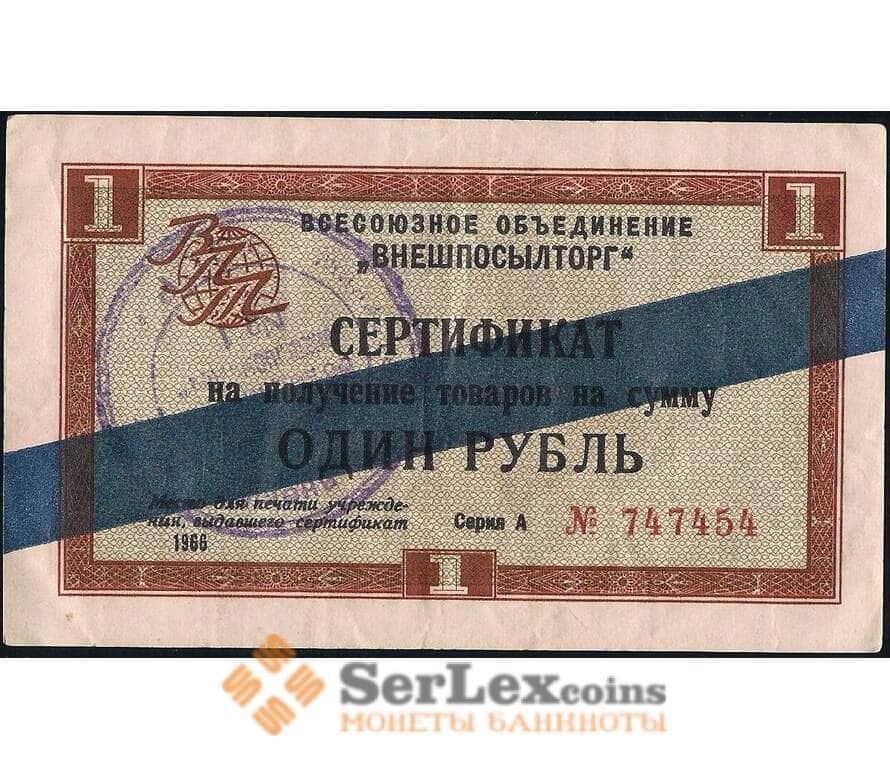 1 1
ВСЕСОЮЗНОЕ ОБЪЕДИНЕНИЕ
„ВНЕШПОСЫЛТОРГ“
ВПТ
СЕРТИФИКАТ
на получение товаров на сумму
ОДИН РУБЛЬ
Место для печати учрежде-
ния, выдавшего сертификат
1966
Серия А № 747454
1
SerLexcoins
МОНЕТЫ БАНКНОТЫ